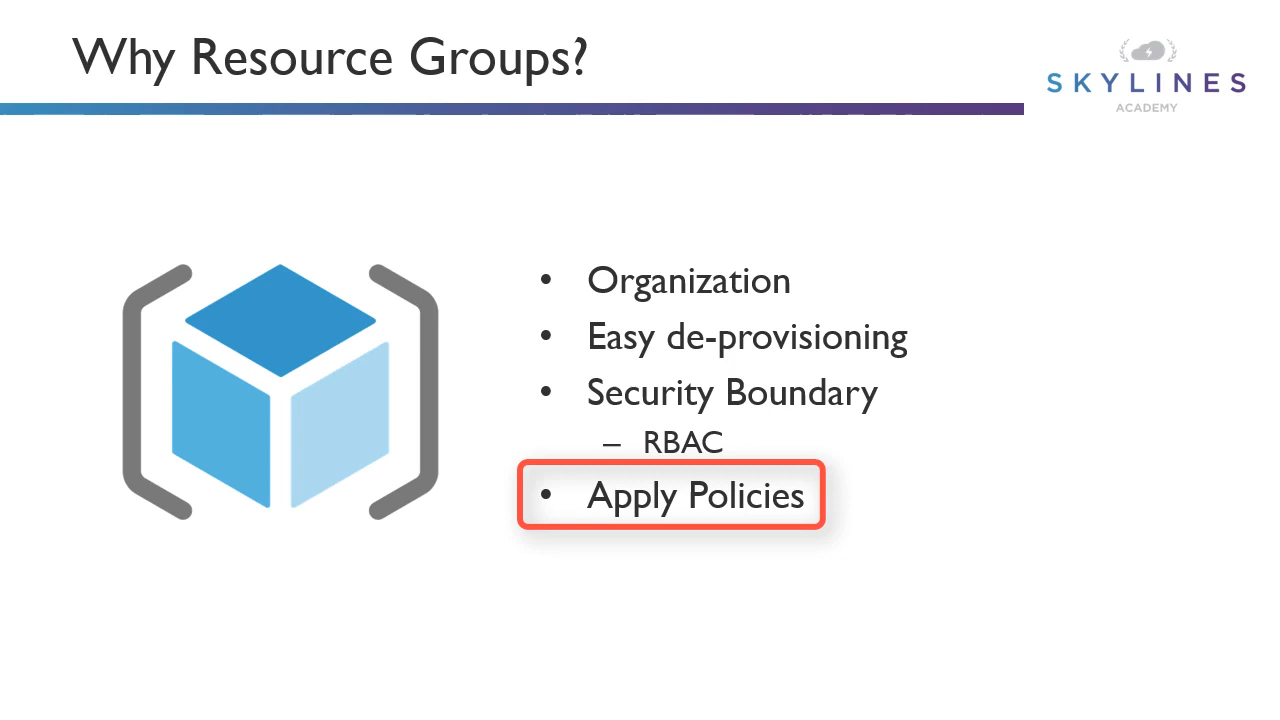 Why Resource Groups?
SKYLINES
ACADEMY
• Organization
• Easy de-provisioning
• Security Boundary
– RBAC
• Apply Policies